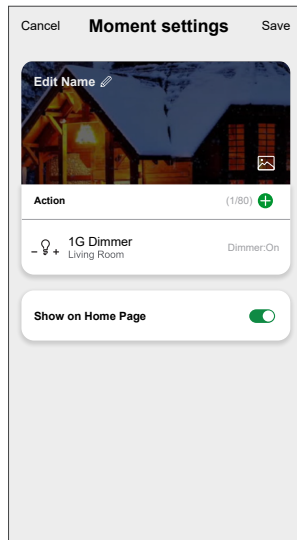 Cancel Moment settings Save
Edit Name
Action (1/80)
1G Dimmer
Living Room
Dimmer:On
Show on Home Page